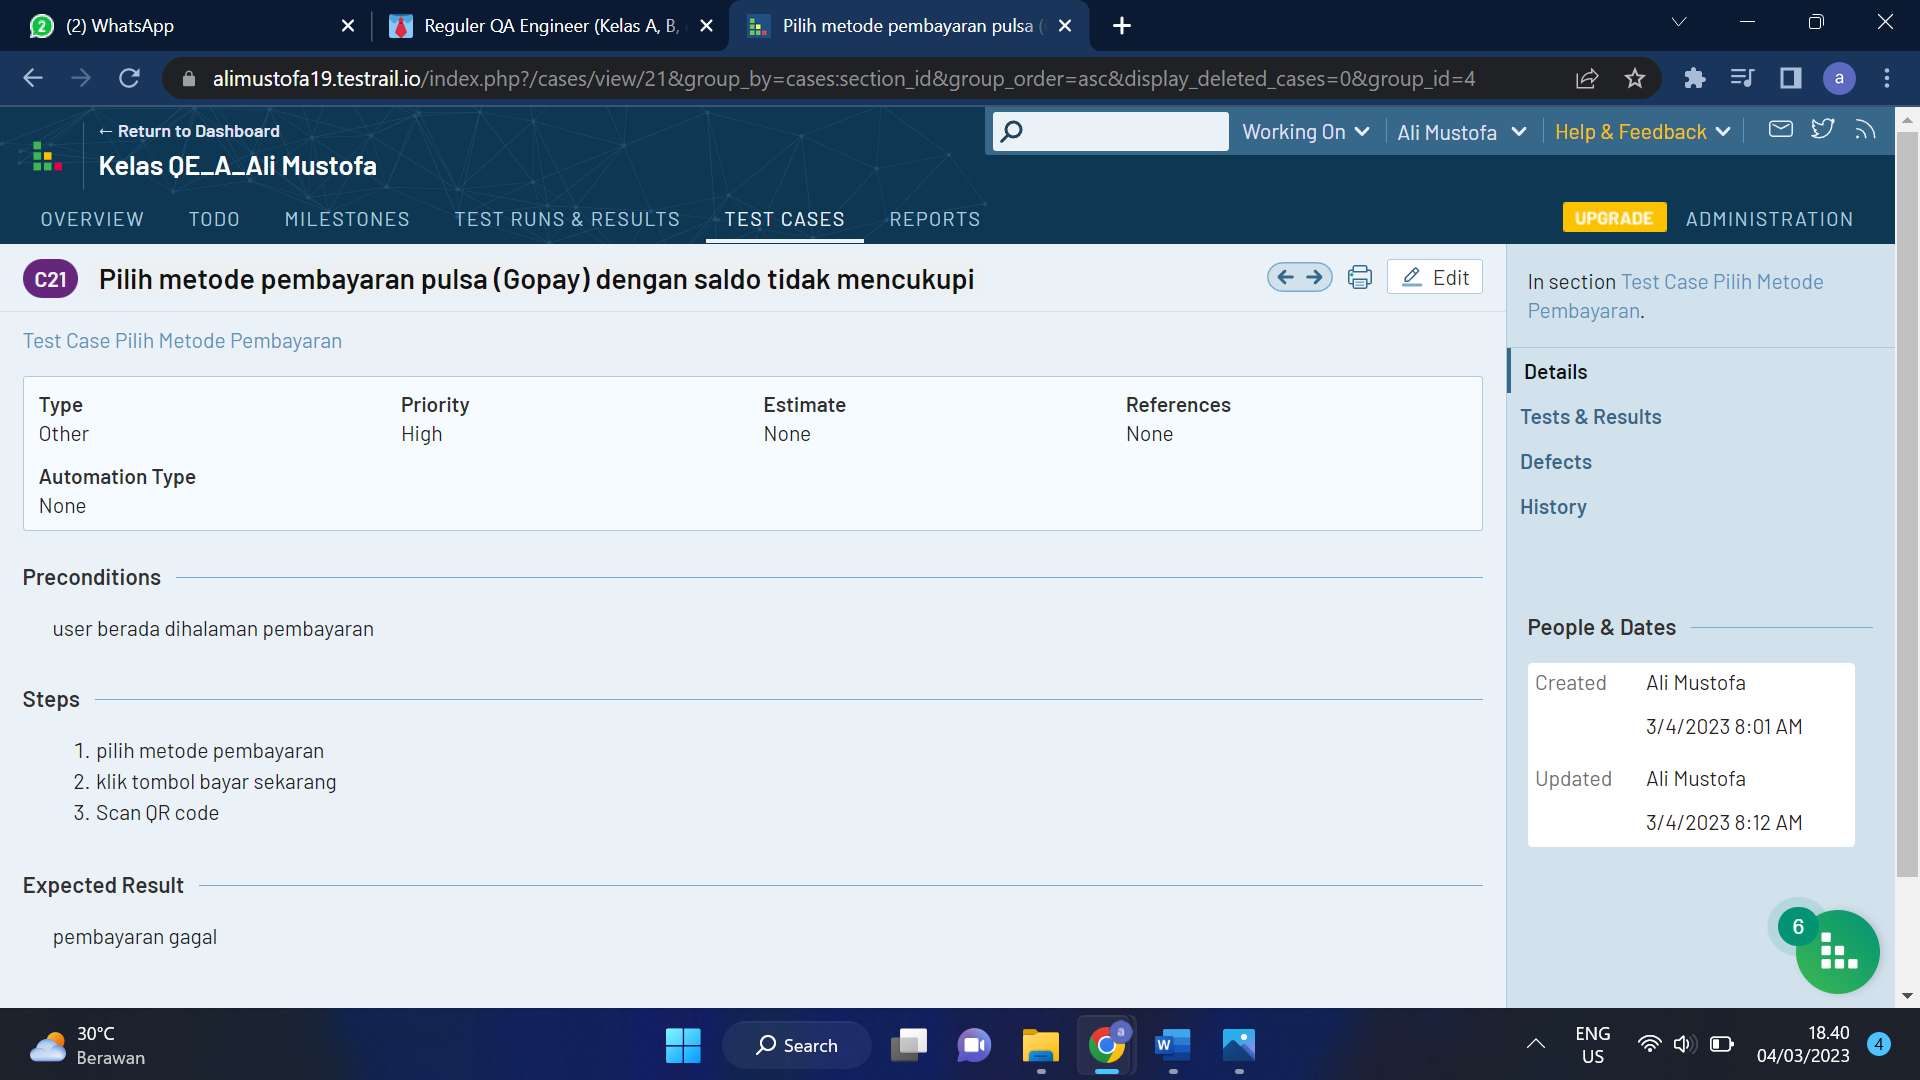 2
(2) WhatsApp
Reguler QA Engineer (Kelas A, B,
Pilih metode pembayaran pulsa (
alimustofa19.testrail.io/index.php?/cases/view/21&group_by=cases:section_id&group_order=asc&display_deleted_cases=0&group_id=4
a
← Return to Dashboard
Kelas QE_A_Ali Mustofa
Working On
Ali Mustofa
Help & Feedback
OVERVIEW
TODO
MILESTONES
TEST RUNS & RESULTS
TEST CASES
REPORTS
UPGRADE
ADMINISTRATION
C21
Pilih metode pembayaran pulsa (Gopay) dengan saldo tidak mencukupi
Edit
Test Case Pilih Metode Pembayaran
Type
Other
Priority
High
Estimate
None
References
None
Automation Type
None
Preconditions
user berada dihalaman pembayaran
Steps
1. pilih metode pembayaran
2. klik tombol bayar sekarang
3. Scan QR code
Expected Result
pembayaran gagal
In section Test Case Pilih Metode
Pembayaran.
Details
Tests & Results
Defects
History
People & Dates
Created
Ali Mustofa
3/4/2023 8:01 AM
Updated
Ali Mustofa
3/4/2023 8:12 AM
6
30°C
Berawan
Search
a
W
ENG
US
18.40
04/03/2023
4